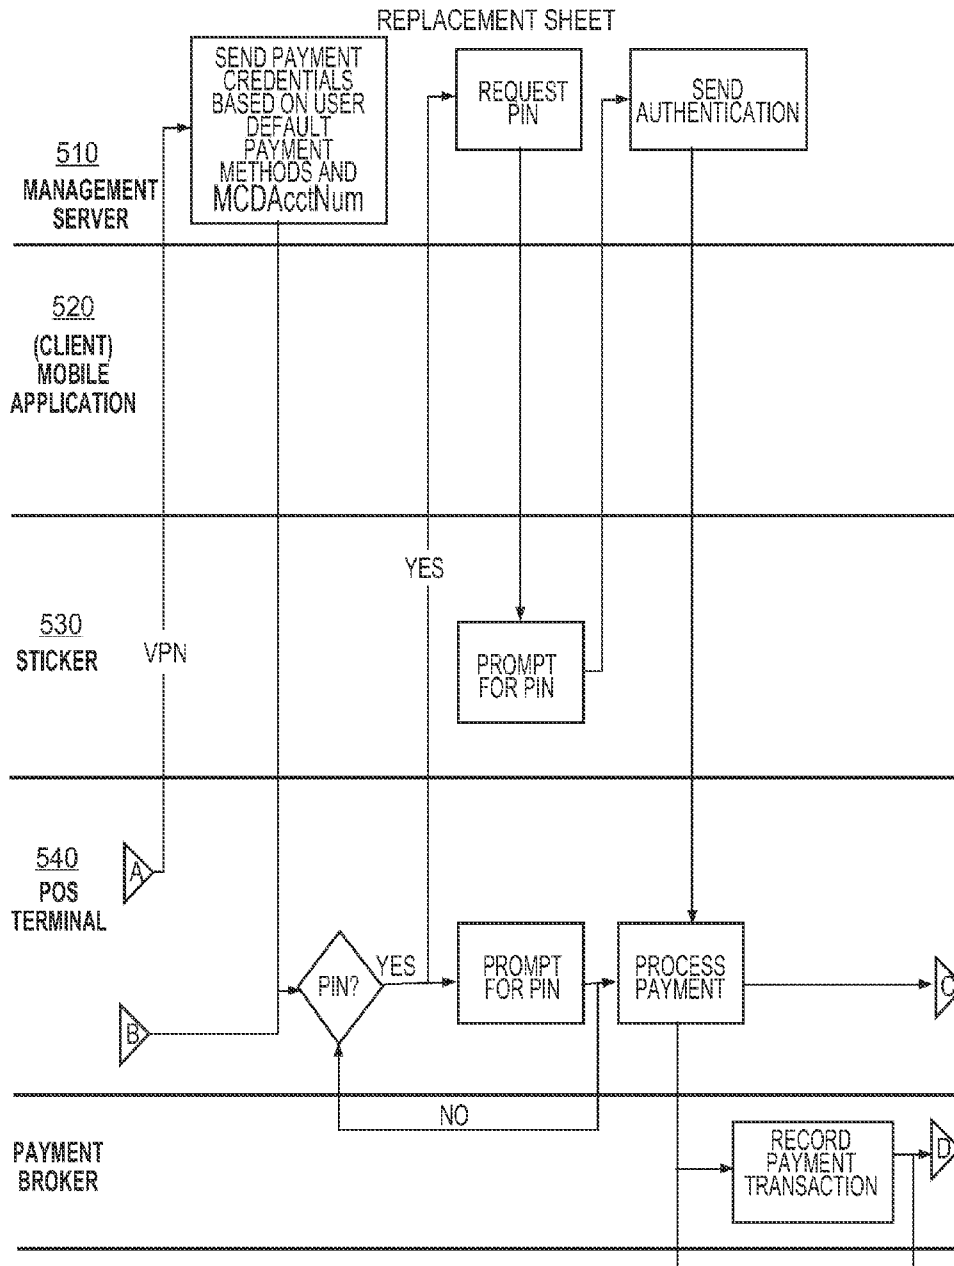 REPLACEMENT SHEET
SEND PAYMENT
CREDENTIALS
BASED ON USER
DEFAULT
PAYMENT
METHODS AND
MCDAcctNum
REQUEST
PIN
SEND
AUTHENTICATION
510
MANAGEMENT
SERVER
520
(CLIENT)
MOBILE
APPLICATION
YES
530
STICKER
VPN
PROMPT
FOR PIN
540
POS
TERMINAL
A
B
PIN?
YES
PROMPT
FOR PIN
PROCESS
PAYMENT
C
NO
PAYMENT
BROKER
RECORD
PAYMENT
TRANSACTION
D